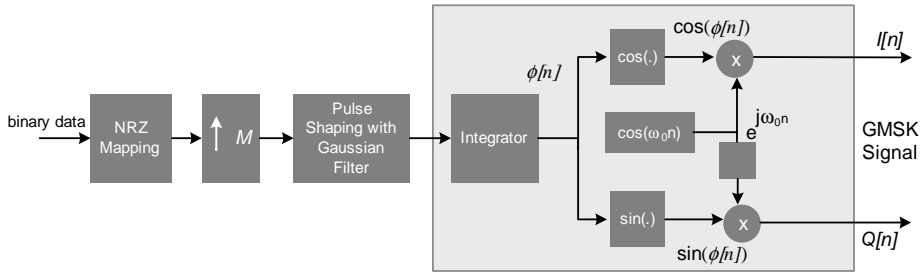 binary data
NRZ
Mapping
M
Pulse
Shaping with
Gaussian
Filter
Integrator
ϕ[n]
cos(.)
cos(ϕ[n])
x
I[n]
cos(ω₀n)
e^jω₀n
GMSK
Signal
sin(.)
sin(ϕ[n])
x
Q[n]